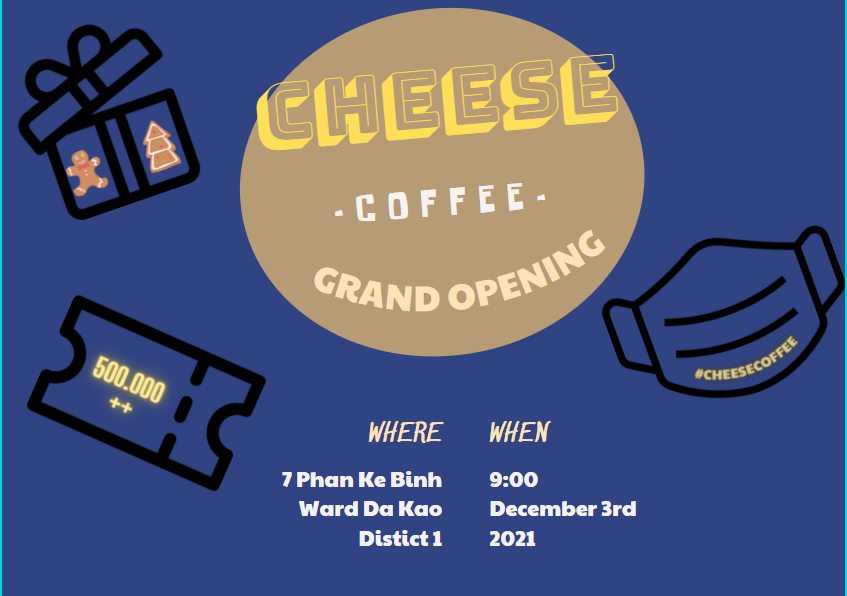 CHEESE
-COFFEE-
GRAND OPENING
#CHEESECOFFEE
500.000
++
WHERE
7 Phan Ke Binh
Ward Da Kao
Distict 1
WHEN
9:00
December 3rd
2021